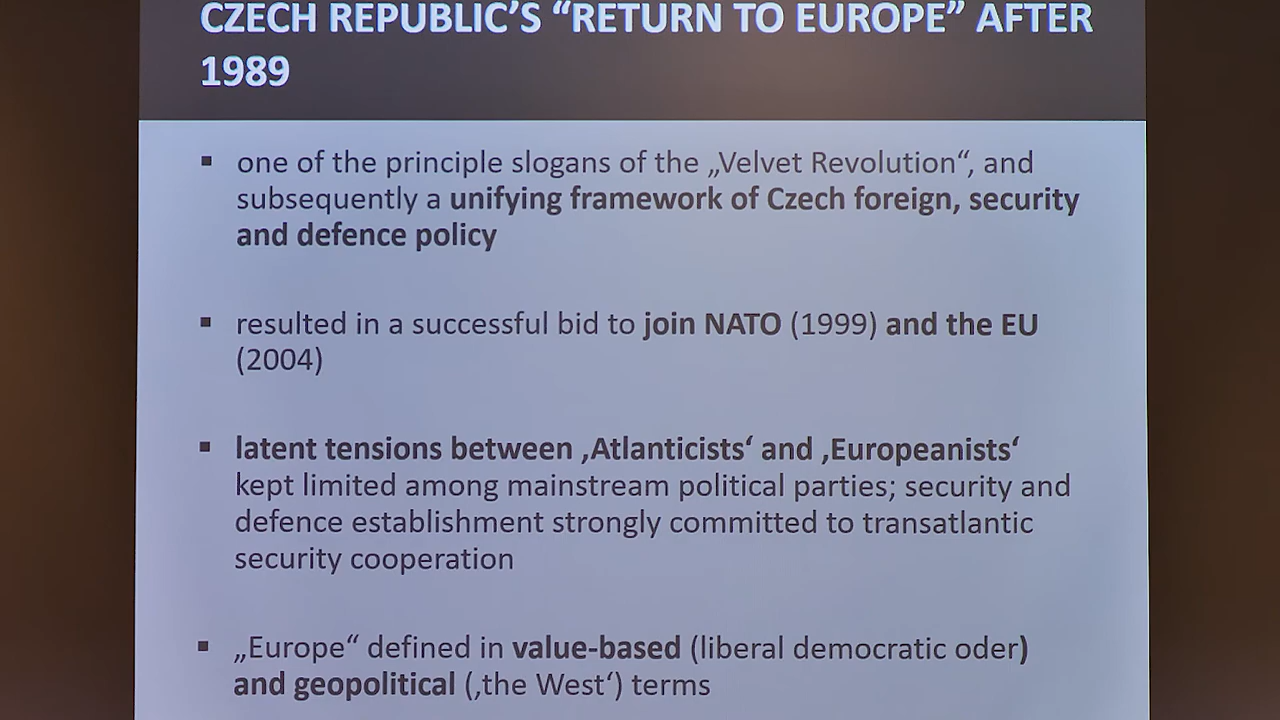 CZECH REPUBLIC’S “RETURN TO EUROPE” AFTER
1989
▪ one of the principle slogans of the „Velvet Revolution“, and
subsequently a unifying framework of Czech foreign, security
and defence policy
▪ resulted in a successful bid to join NATO (1999) and the EU
(2004)
▪ latent tensions between ‚Atlanticists‘ and ‚Europeanists‘
kept limited among mainstream political parties; security and
defence establishment strongly committed to transatlantic
security cooperation
▪ „Europe“ defined in value-based (liberal democratic oder)
and geopolitical (‚the West‘) terms